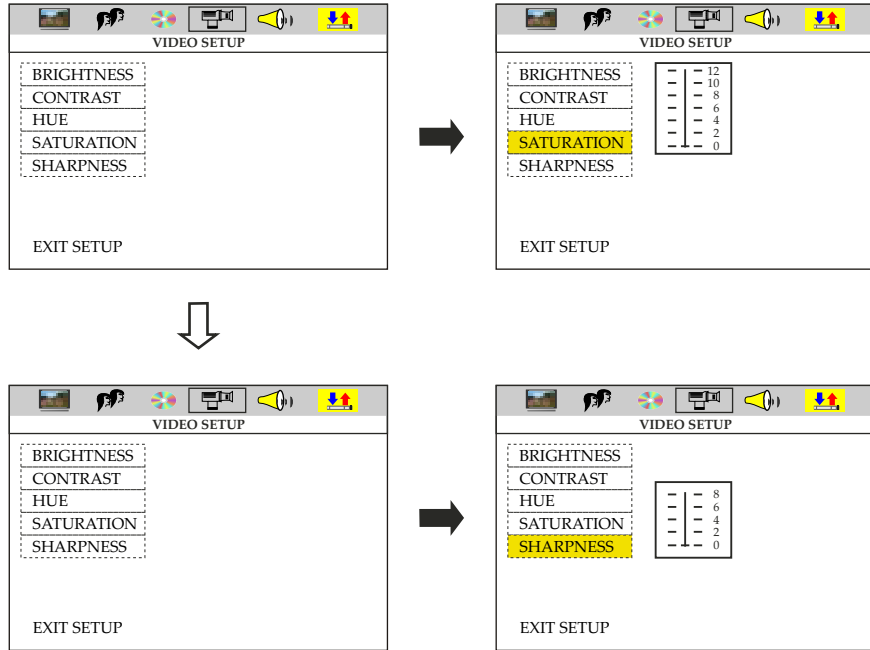 VIDEO SETUP
BRIGHTNESS
CONTRAST
HUE
SATURATION
SHARPNESS
EXIT SETUP
VIDEO SETUP
BRIGHTNESS
CONTRAST
HUE
SATURATION
SHARPNESS
12
10
8
6
4
2
0
EXIT SETUP
VIDEO SETUP
BRIGHTNESS
CONTRAST
HUE
SATURATION
SHARPNESS
EXIT SETUP
VIDEO SETUP
BRIGHTNESS
CONTRAST
HUE
SATURATION
SHARPNESS
8
6
4
2
0
EXIT SETUP